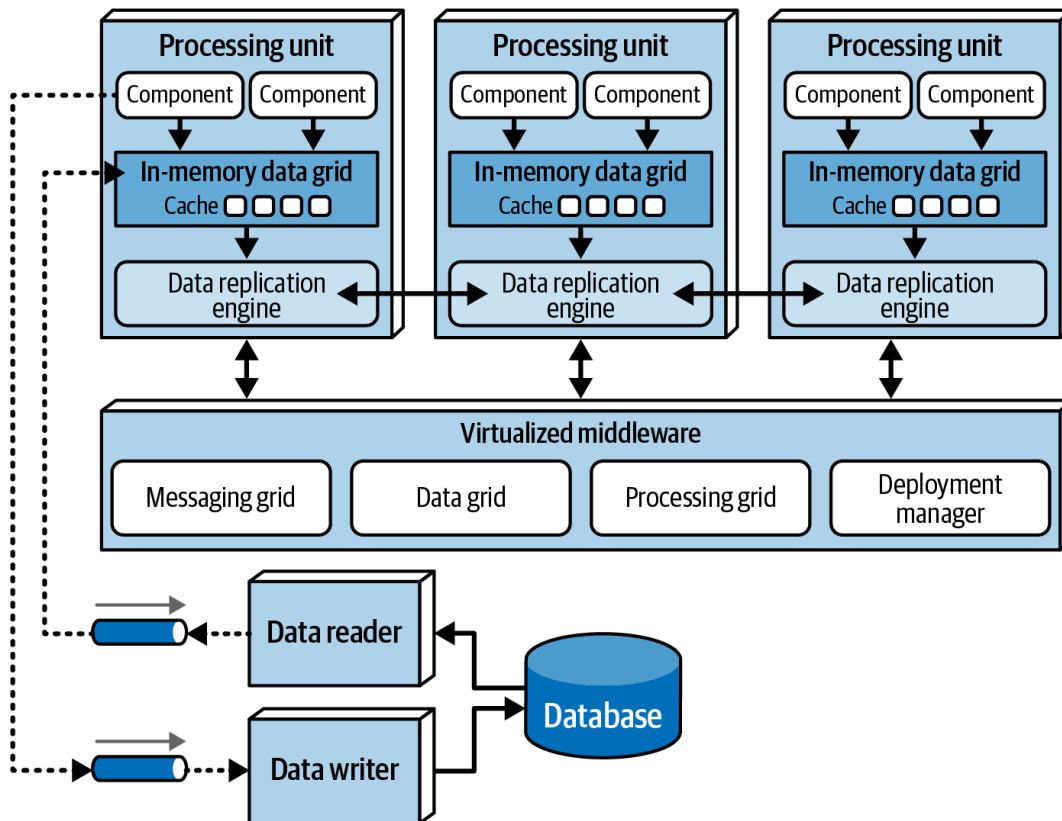 Processing unit
Component Component
In-memory data grid
Cache
Data replication
engine
Processing unit
Component Component
In-memory data grid
Cache
Data replication
engine
Processing unit
Component Component
In-memory data grid
Cache
Data replication
engine
Virtualized middleware
Messaging grid
Data grid
Processing grid
Deployment
manager
Data reader
Database
Data writer